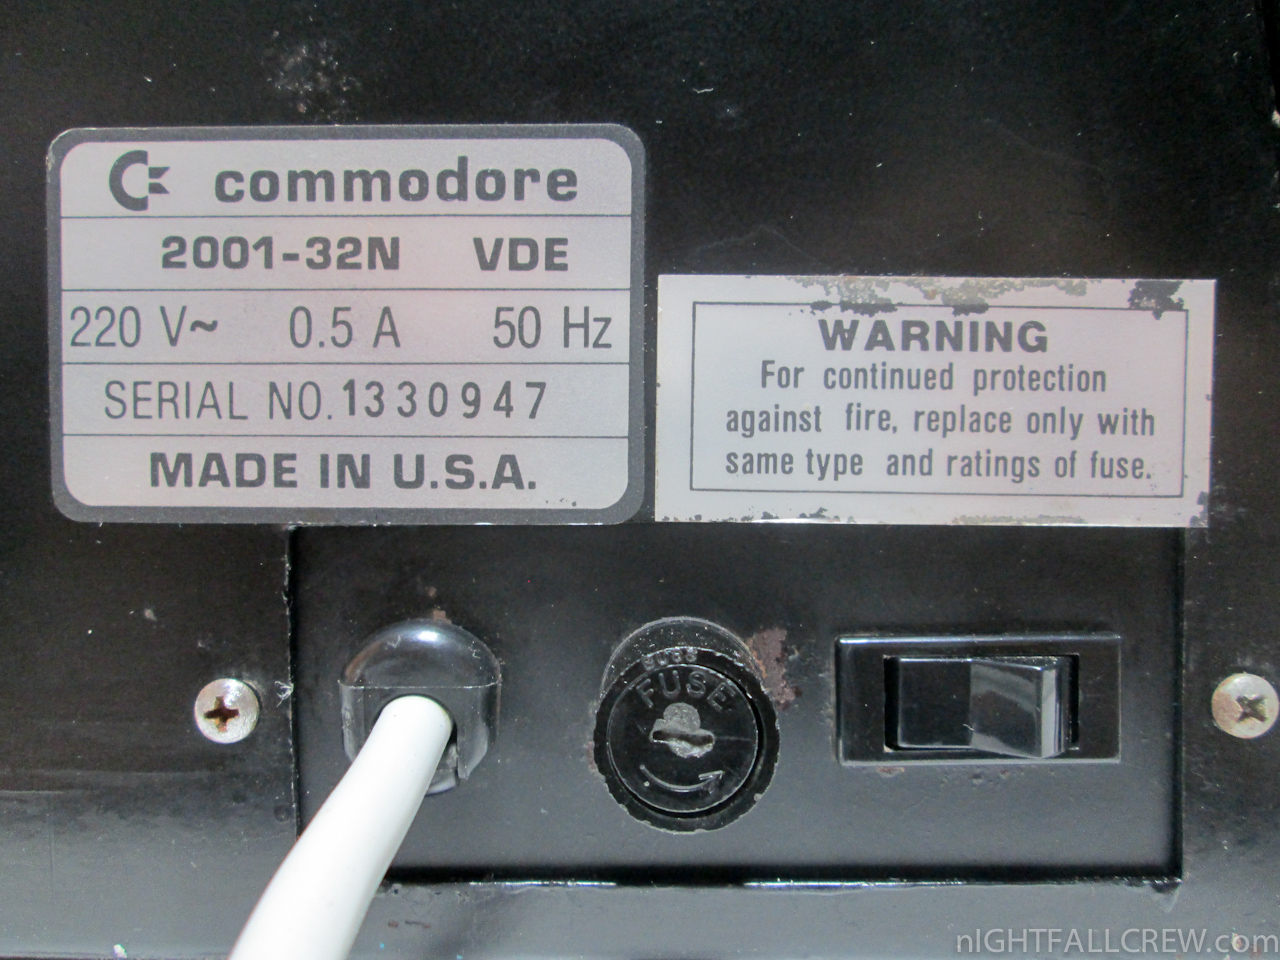 commodore
2001-32N VDE
220 V~ 0.5 A 50 Hz
SERIAL NO. 1330947
MADE IN U.S.A.
WARNING
For continued protection
against fire, replace only with
same type and ratings of fuse.
BUSS
FUSE
nIGHTFALLCREW.com